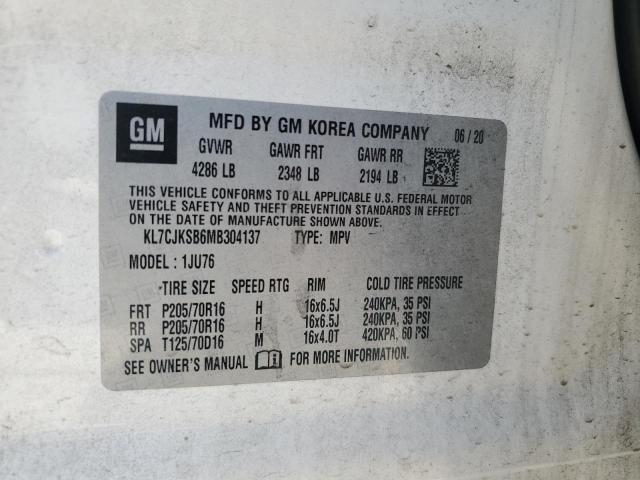 GM MFD BY GM KOREA COMPANY 06/20
GVWR GAWR FRT GAWR RR
4286 LB 2348 LB 2194 LB
THIS VEHICLE CONFORMS TO ALL APPLICABLE U.S. FEDERAL MOTOR
VEHICLE SAFETY AND THEFT PREVENTION STANDARDS IN EFFECT ON
THE DATE OF MANUFACTURE SHOWN ABOVE.
KL7CJKSB6MB304137 TYPE: MPV
MODEL: 1JU76
TIRE SIZE SPEED RTG RIM COLD TIRE PRESSURE
FRT P205/70R16 H 16x6.5J 240KPA, 35 PSI
RR P205/70R16 H 16x6.5J 240KPA, 35 PSI
SPA T125/70D16 M 16x4.0T 420KPA, 60 PSI
SEE OWNER'S MANUAL FOR MORE INFORMATION.